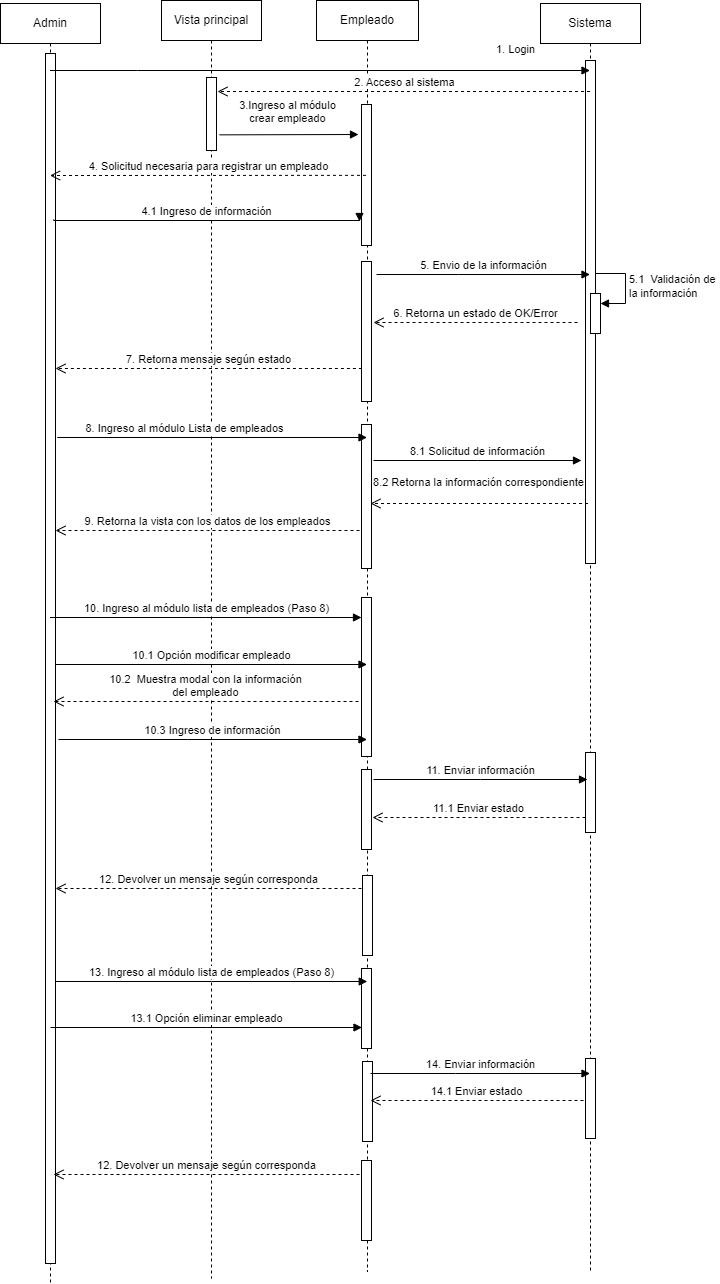 Admin
Vista principal
Empleado
Sistema
1. Login
2. Acceso al sistema
3.Ingreso al módulo
crear empleado
4. Solicitud necesaria para registrar un empleado
4.1 Ingreso de información
5. Envio de la información
5.1 Validación de
la información
6. Retorna un estado de OK/Error
7. Retorna mensaje según estado
8. Ingreso al módulo Lista de empleados
8.1 Solicitud de información
8.2 Retorna la información correspondiente
9. Retorna la vista con los datos de los empleados
10. Ingreso al módulo lista de empleados (Paso 8)
10.1 Opción modificar empleado
10.2 Muestra modal con la información
del empleado
10.3 Ingreso de información
11. Enviar información
11.1 Enviar estado
12. Devolver un mensaje según corresponda
13. Ingreso al módulo lista de empleados (Paso 8)
13.1 Opción eliminar empleado
14. Enviar información
14.1 Enviar estado
12. Devolver un mensaje según corresponda